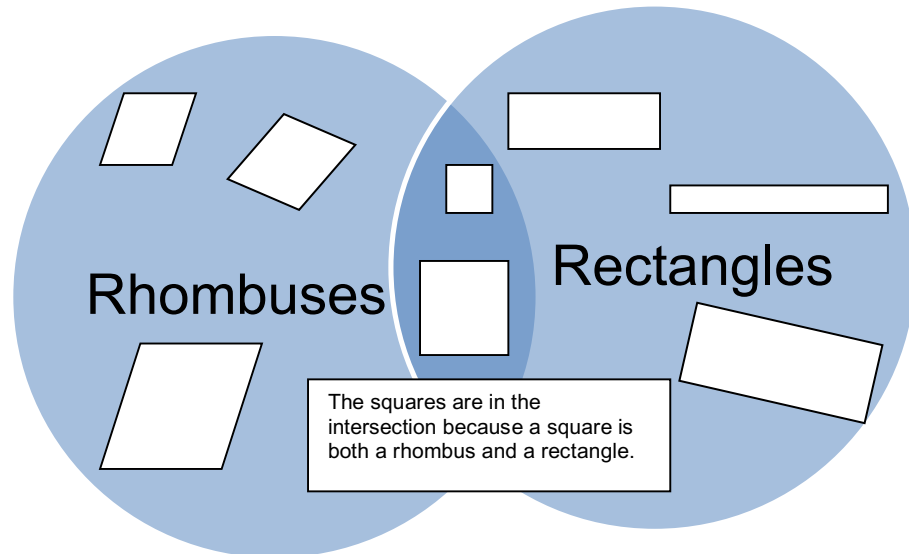 Rhombuses
Rectangles
The squares are in the
intersection because a square is
both a rhombus and a rectangle.